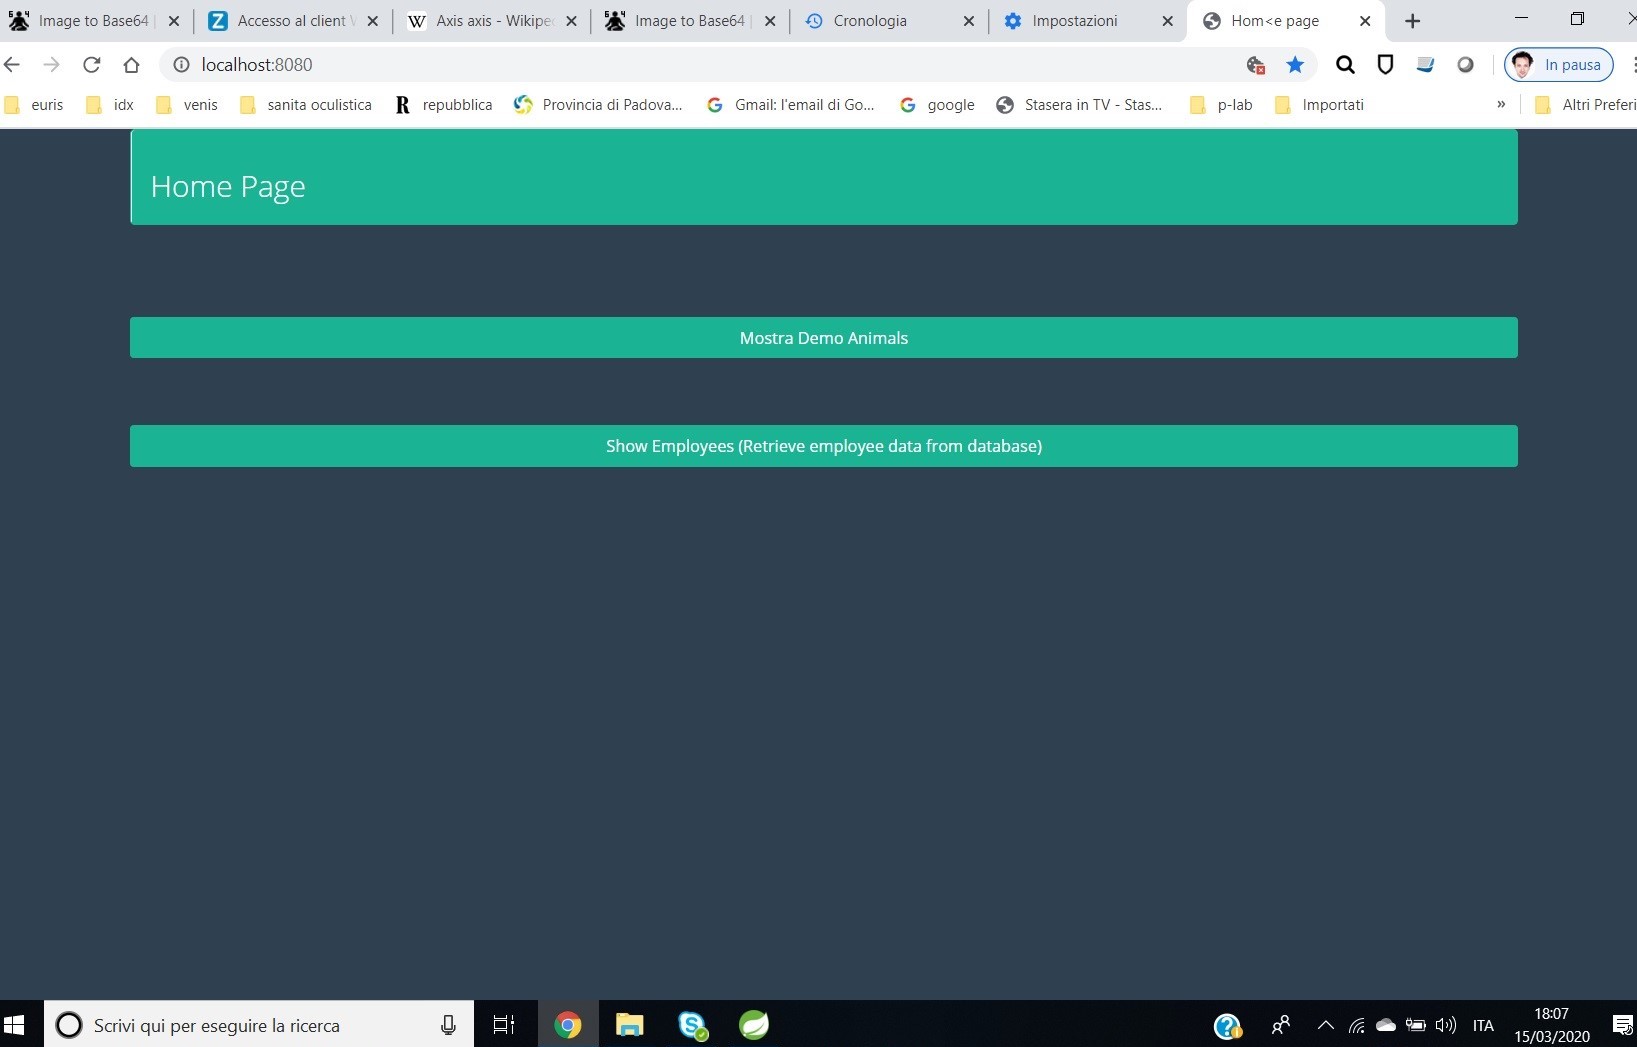 Image to Base64
Accesso al client
Axis axis - Wikipe
Image to Base64
Cronologia
Impostazioni
Hom<e page
localhost:8080
In pausa
euris
idx
venis
sanita oculistica
R
repubblica
Provincia di Padova...
Gmail: l'email di Go...
google
Stasera in TV - Stas...
p-lab
Importati
»
Altri Preferi
Home Page
Mostra Demo Animals
Show Employees (Retrieve employee data from database)
Scrivi qui per eseguire la ricerca
ITA
18:07
15/03/2020